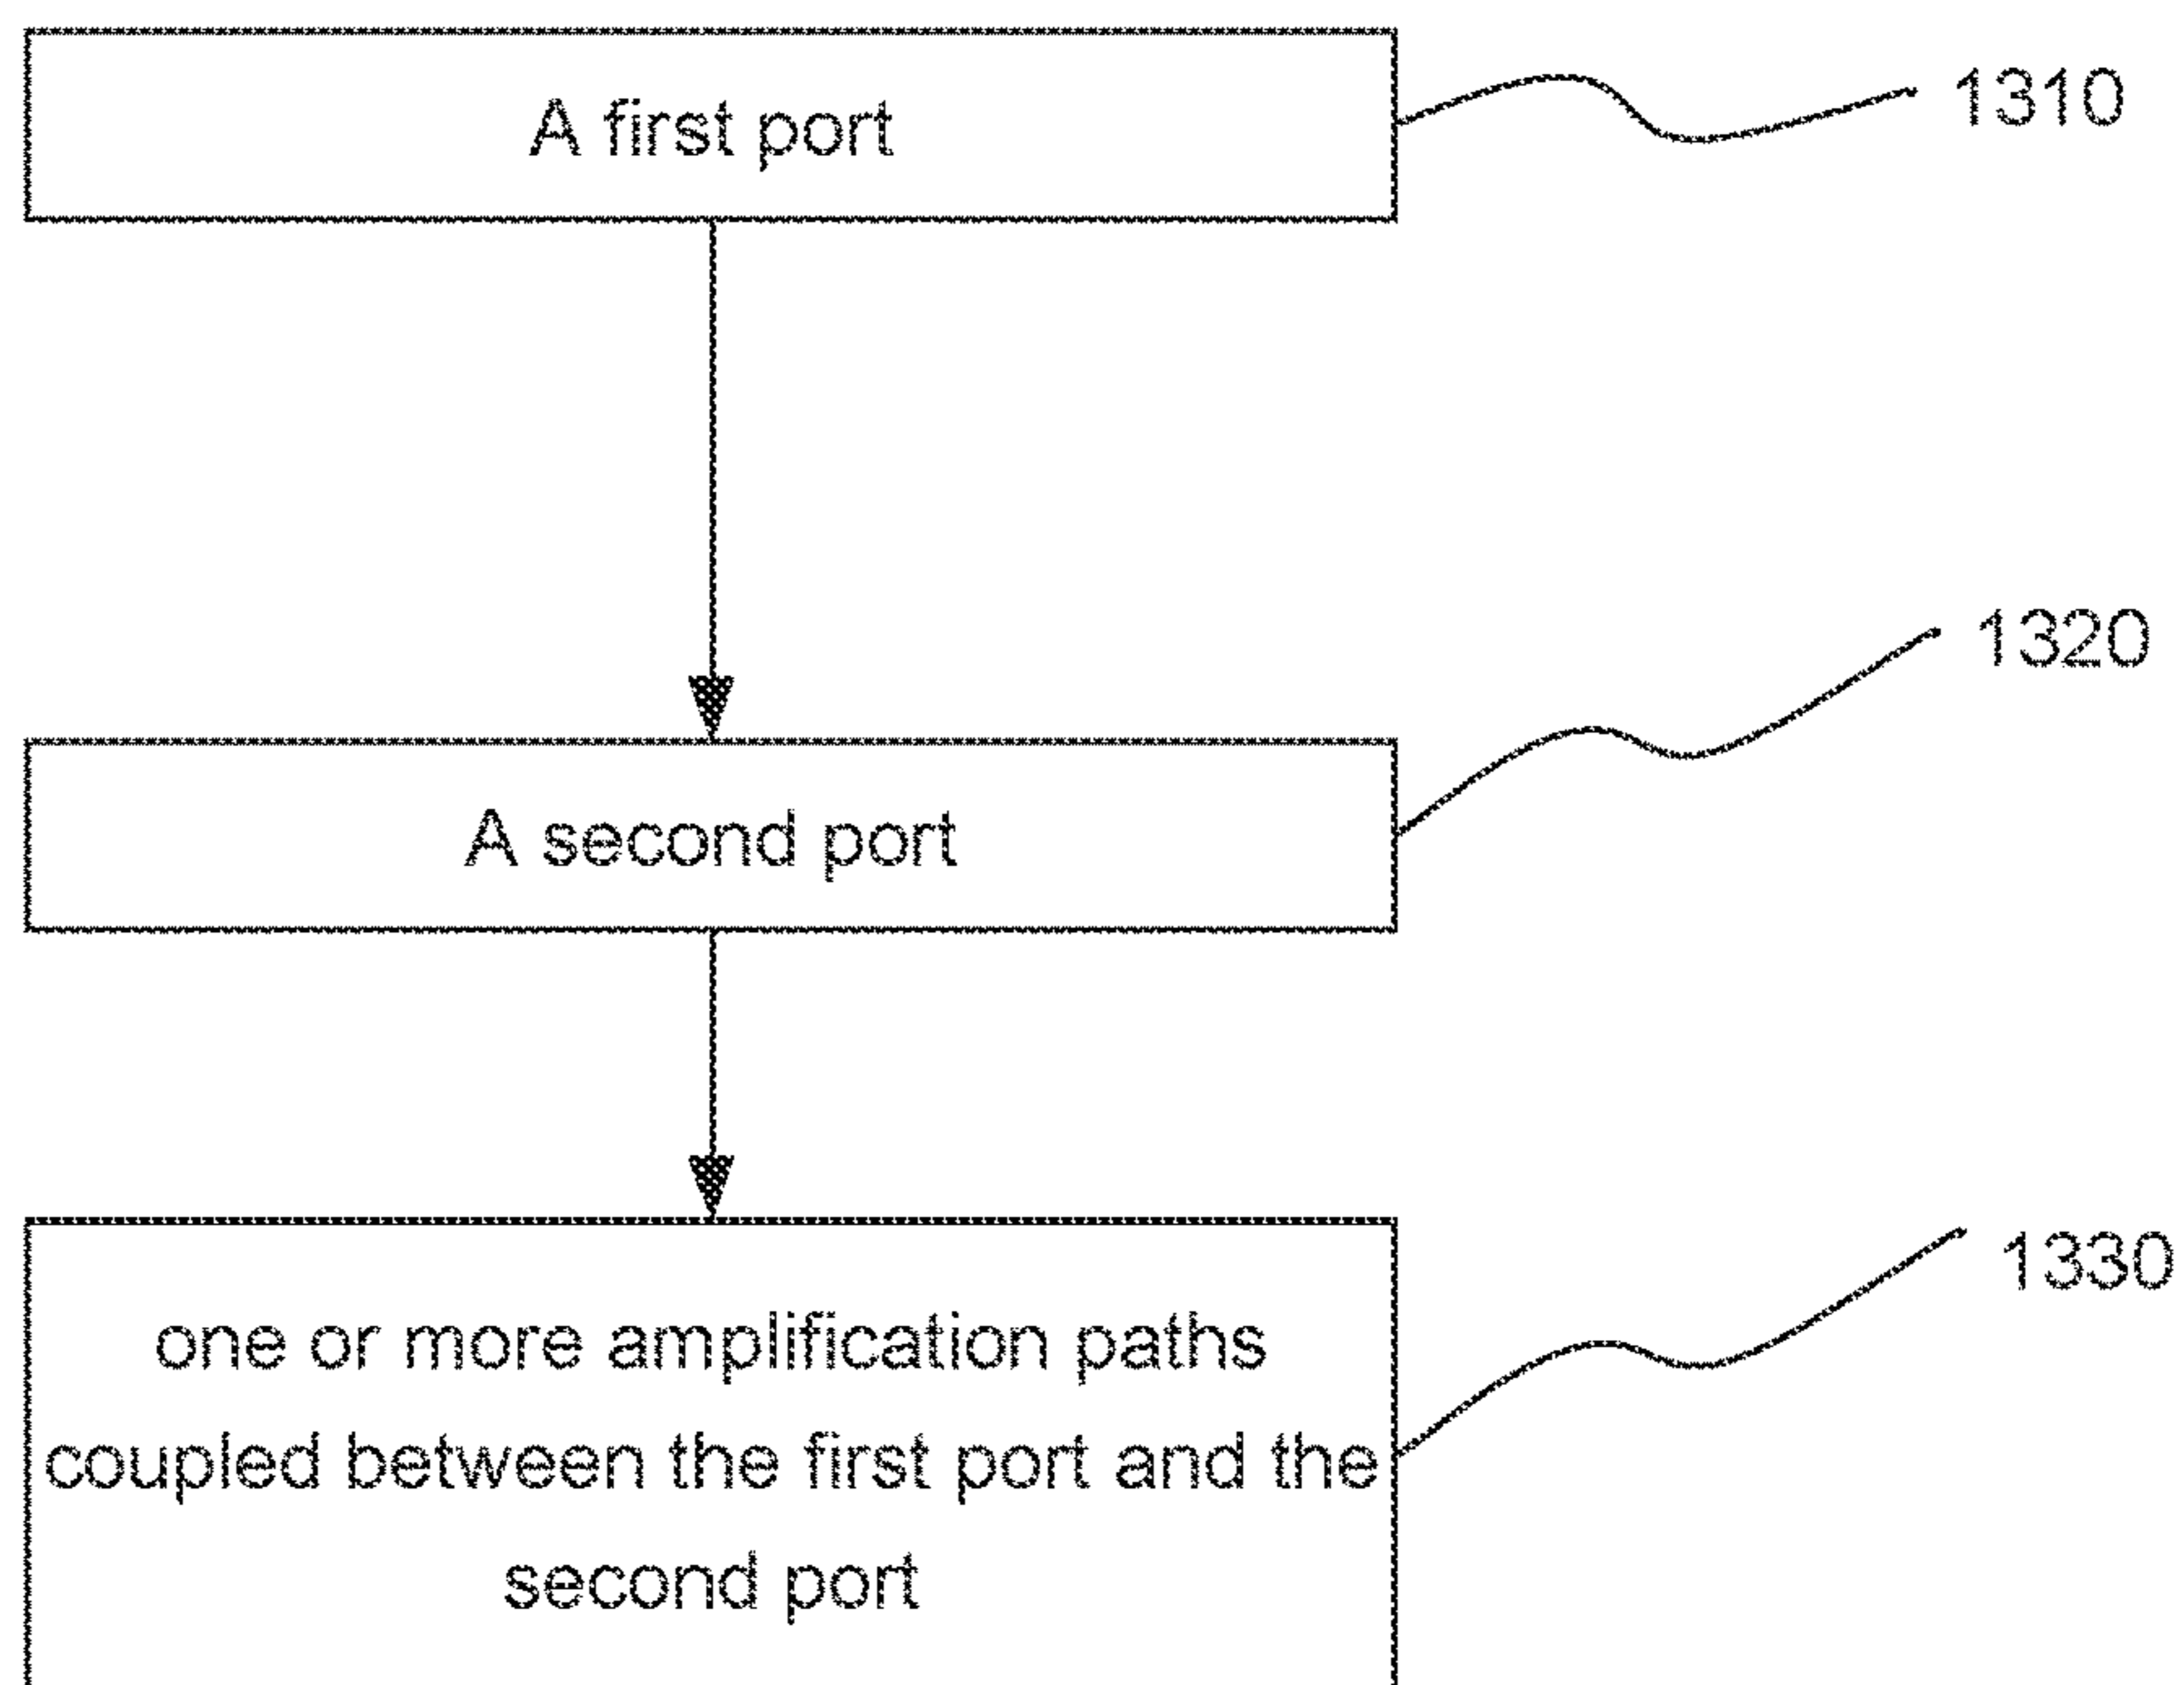 A first port
1310
1320
A second port
1330
one or more amplification paths
coupled between the first port and the
second port